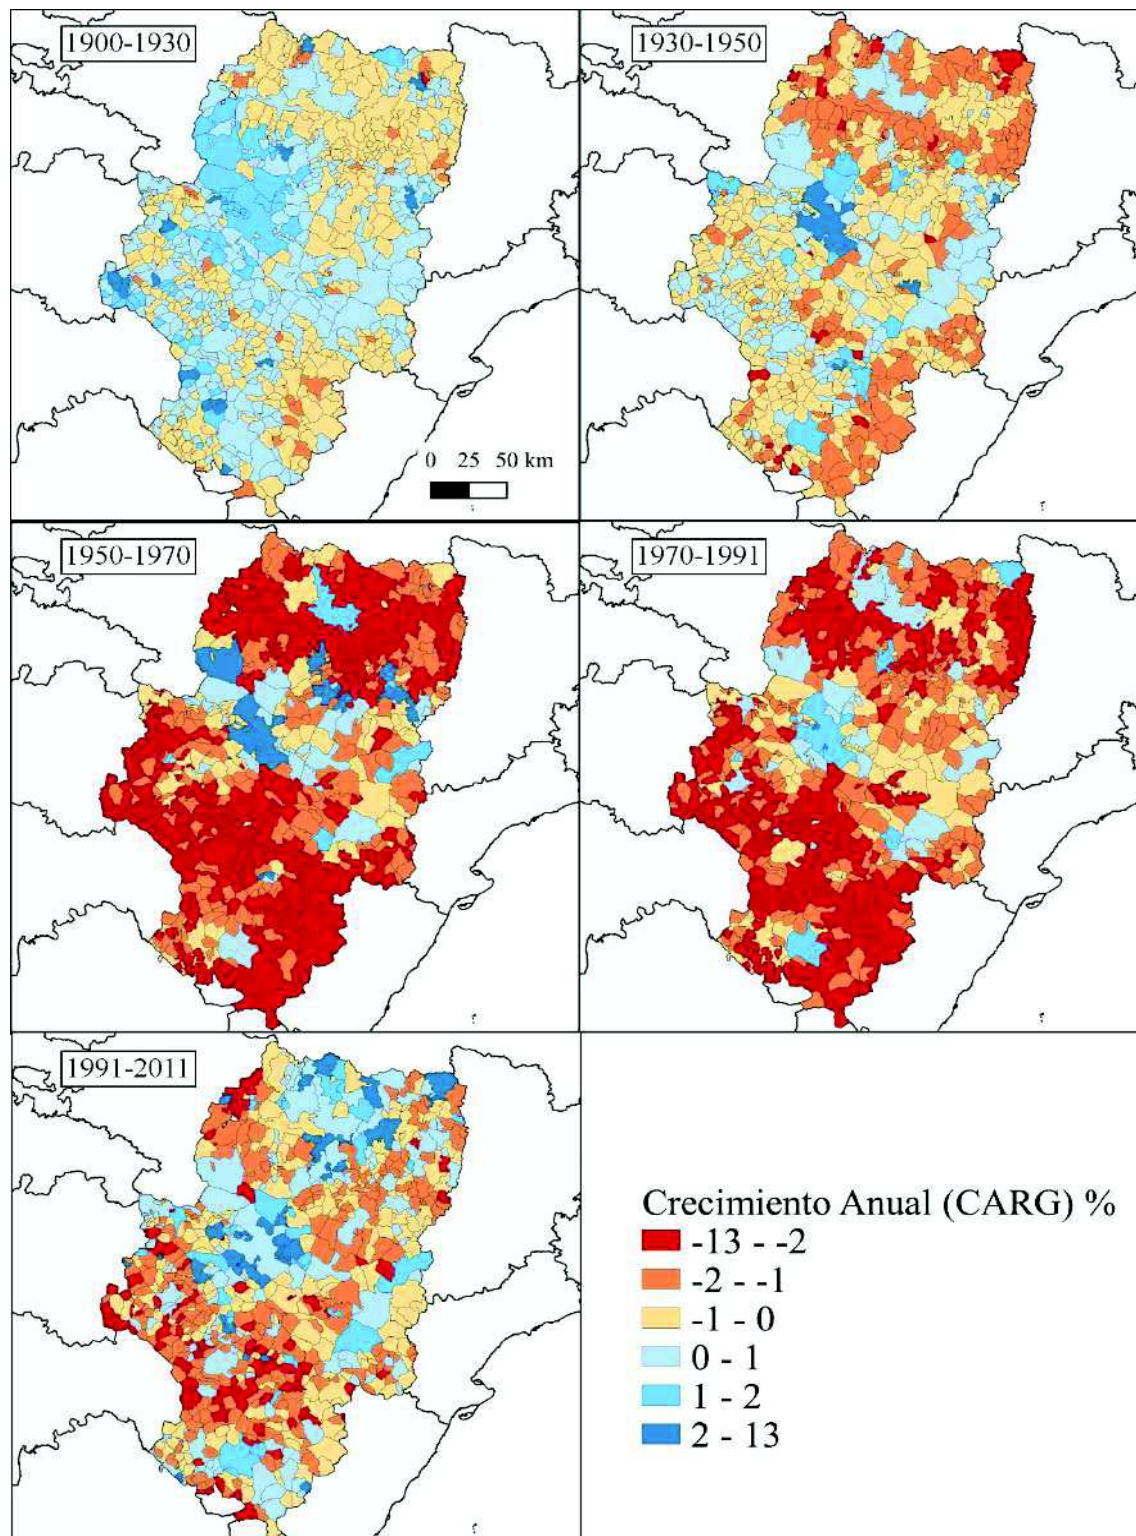 1900-1930
1930-1950
0 25 50 km
1950-1970
1970-1991
1991-2011
Crecimiento Anual (CARG) %
-13 - -2
-2 - -1
-1 - 0
0 - 1
1 - 2
2 - 13